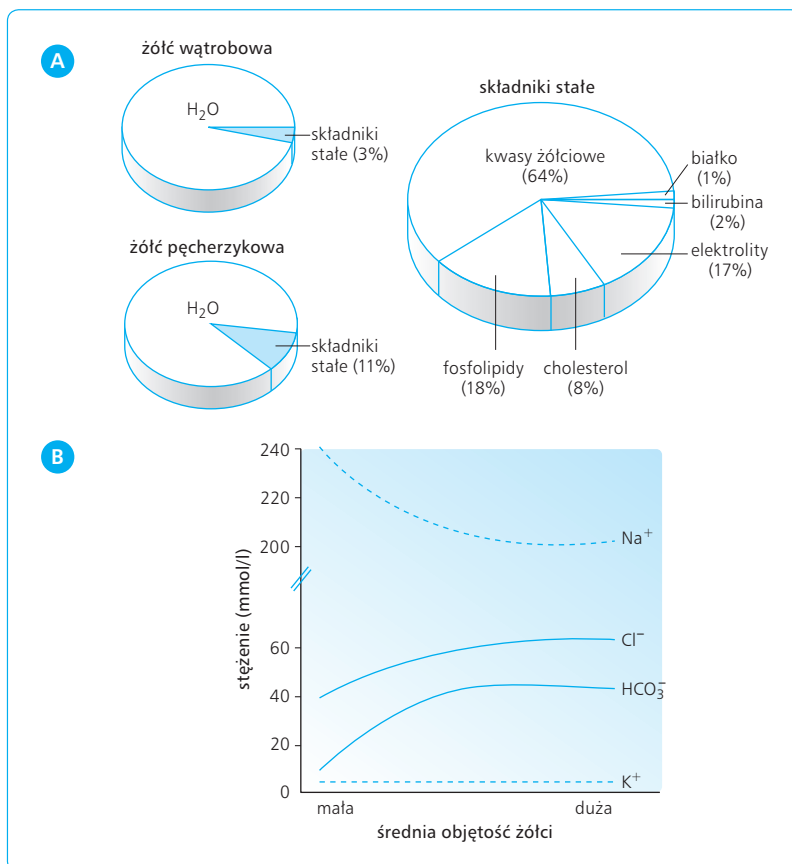 A
żółć wątrobowa
H₂O
składniki
stałe (3%)
żółć pęcherzykowa
H₂O
składniki
stałe (11%)
składniki stałe
kwasy żółciowe
(64%)
białko
(1%)
bilirubina
(2%)
elektrolity
(17%)
fosfolipidy
(18%)
cholesterol
(8%)
B
stężenie (mmol/l)
240
220
200
60
40
20
0
Na⁺
Cl⁻
HCO₃⁻
K⁺
mała
duża
średnia objętość żółci